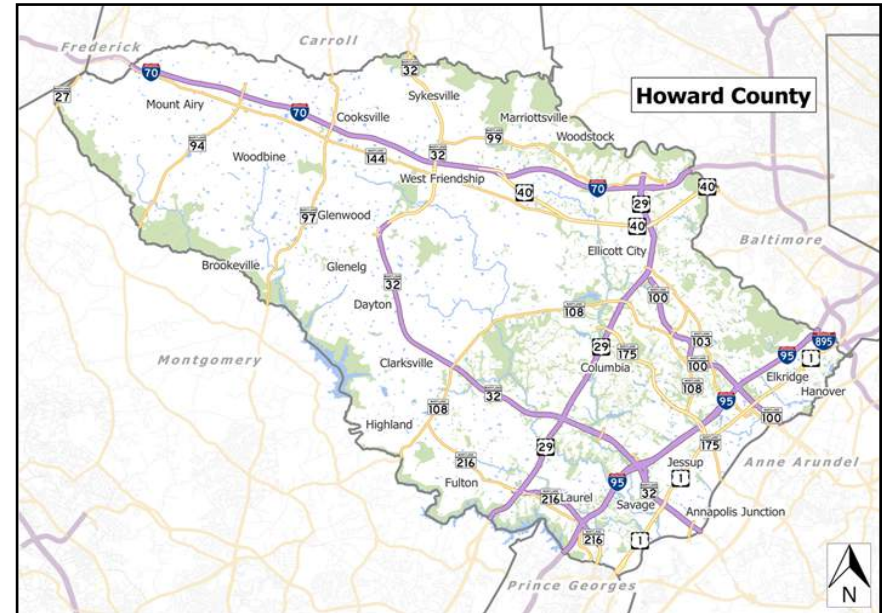 Carroll
Frederick
70
32
70
27
Sykesville
Howard County
Mount Airy
70
Cooksville
Marriottsville
Woodstock
94
99
32
Woodbine
144
West Friendship
40
70
40
29
97
Glenwood
40
Baltimore
Ellicott City
Brookeville
Glenelg
32
100
Dayton
108
103
895
29
175
95
1
Montgomery
Clarksville
Columbia
100
Elkridge
108
Hanover
32
95
108
100
Highland
29
175
216
Jessup
Anne Arundel
Fulton
95
1
32
216
Laurel
Savage
Annapolis Junction
216
1
Prince Georges
N